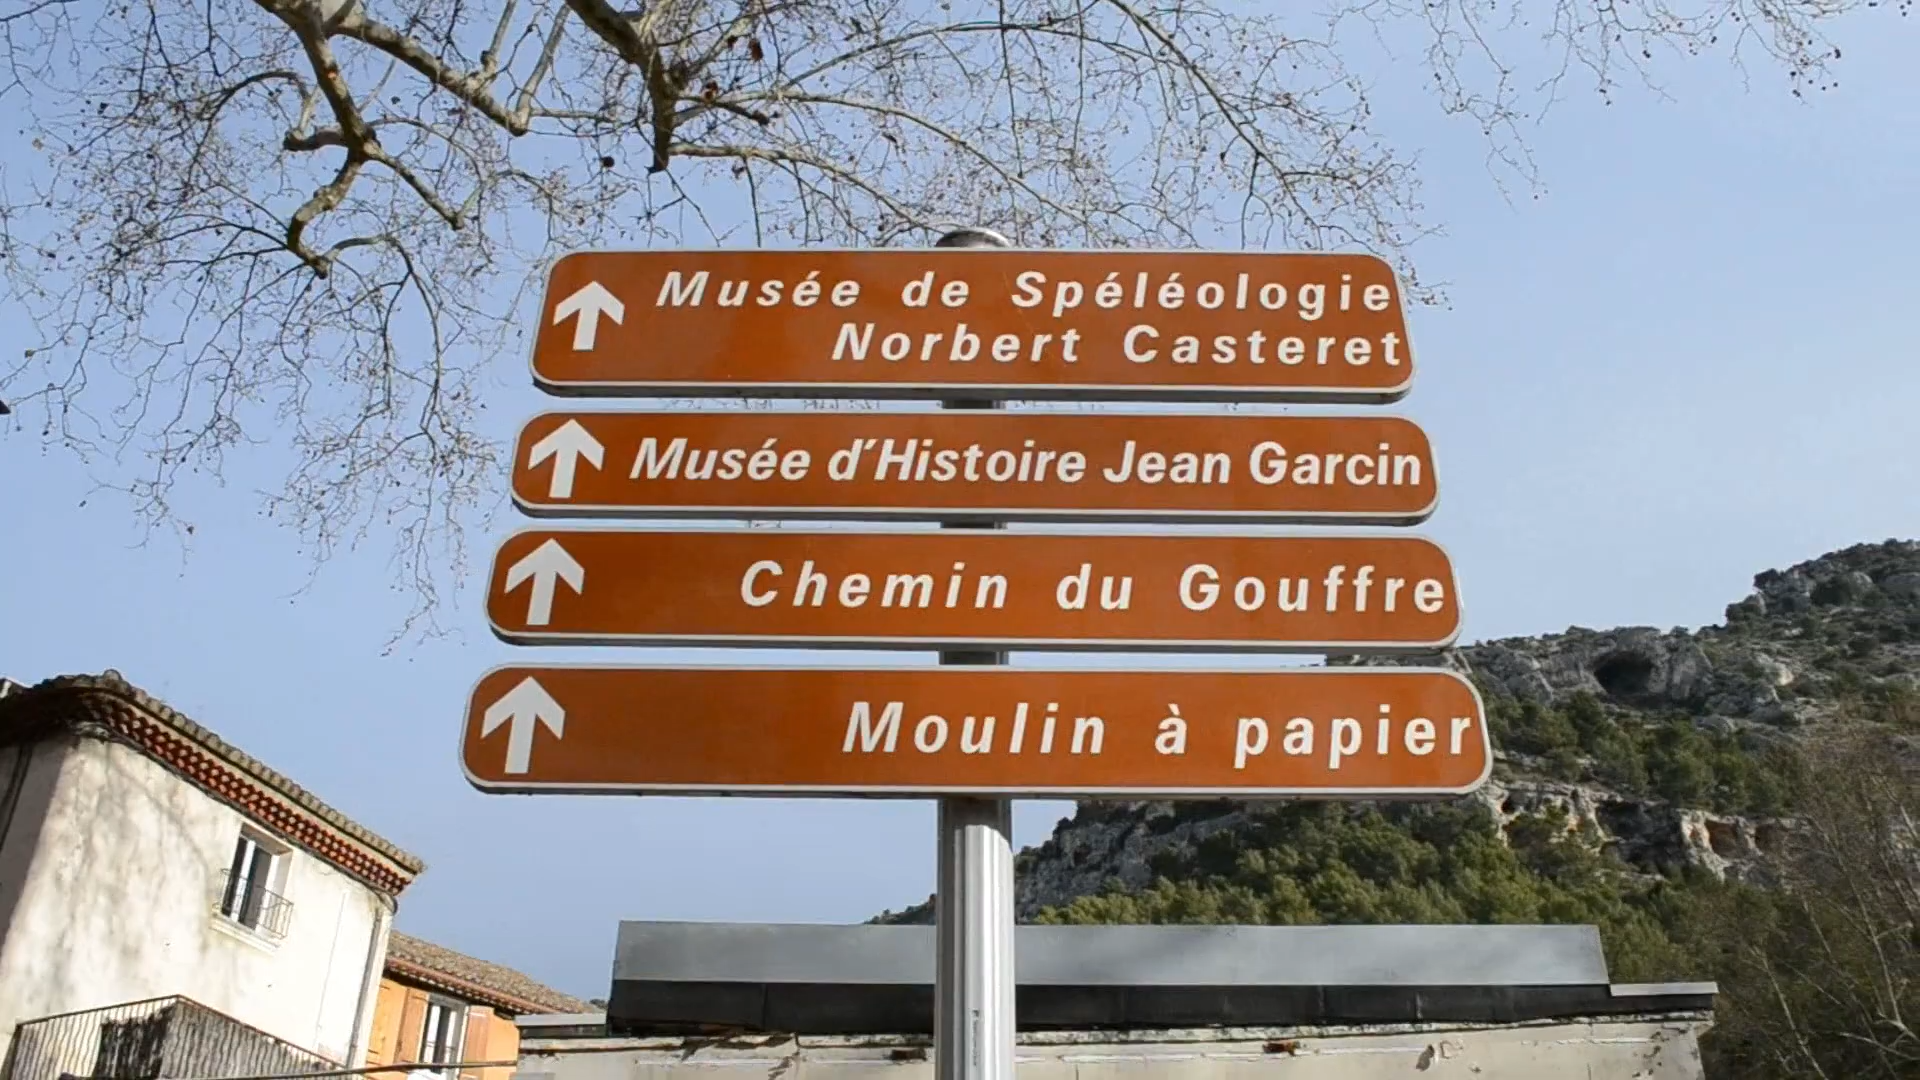 Musée de Spéléologie
Norbert Casteret
Musée d'Histoire Jean Garcin
Chemin du Gouffre
Moulin à papier